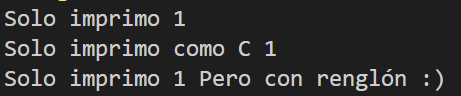 Solo imprimo 1
Solo imprimo como C 1
Solo imprimo 1 Pero con renglón :)